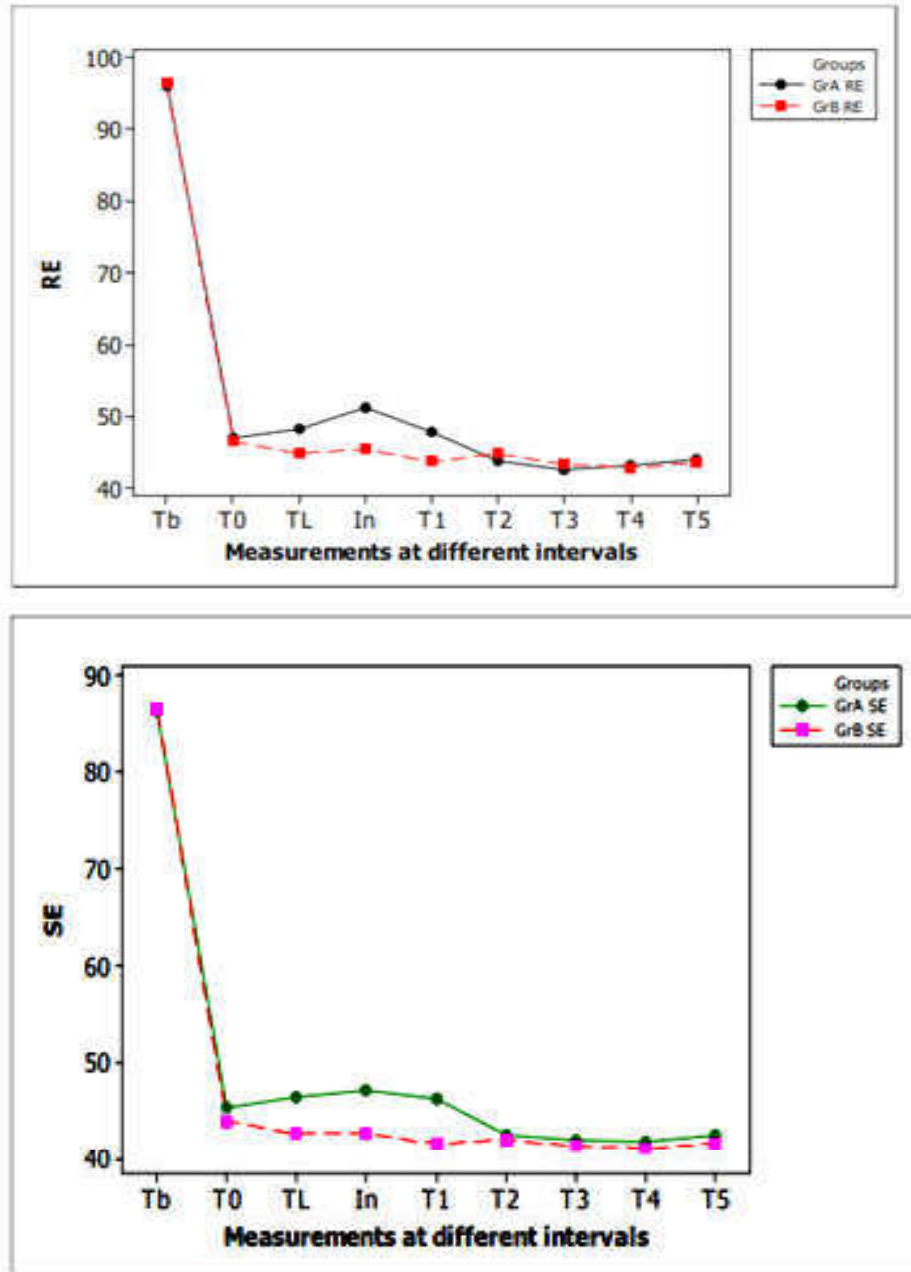 100
90
80
70
60
50
40
RE
Tb T0 TL In T1 T2 T3 T4 T5
Measurements at different intervals
Groups
GrA RE
GrB RE
90
80
70
60
50
40
SE
Tb T0 TL In T1 T2 T3 T4 T5
Measurements at different intervals
Groups
GrA SE
GrB SE